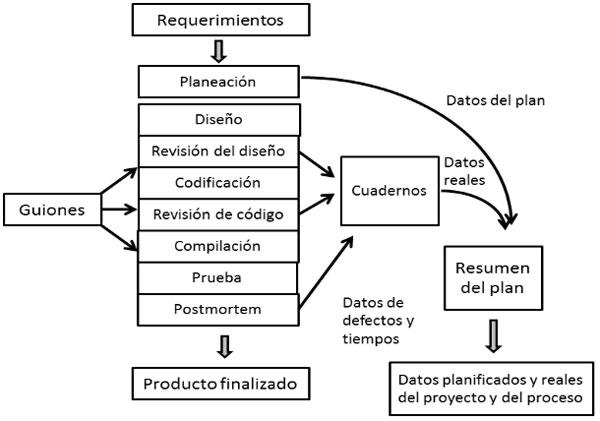 Requerimientos
Planeación
Datos del plan
Diseño
Revisión del diseño
Codificación
Revisión de código
Compilación
Prueba
Postmortem
Guiones
Cuadernos
Datos
reales
Resumen
del plan
Datos de
defectos y
tiempos
Producto finalizado
Datos planificados y reales
del proyecto y del proceso